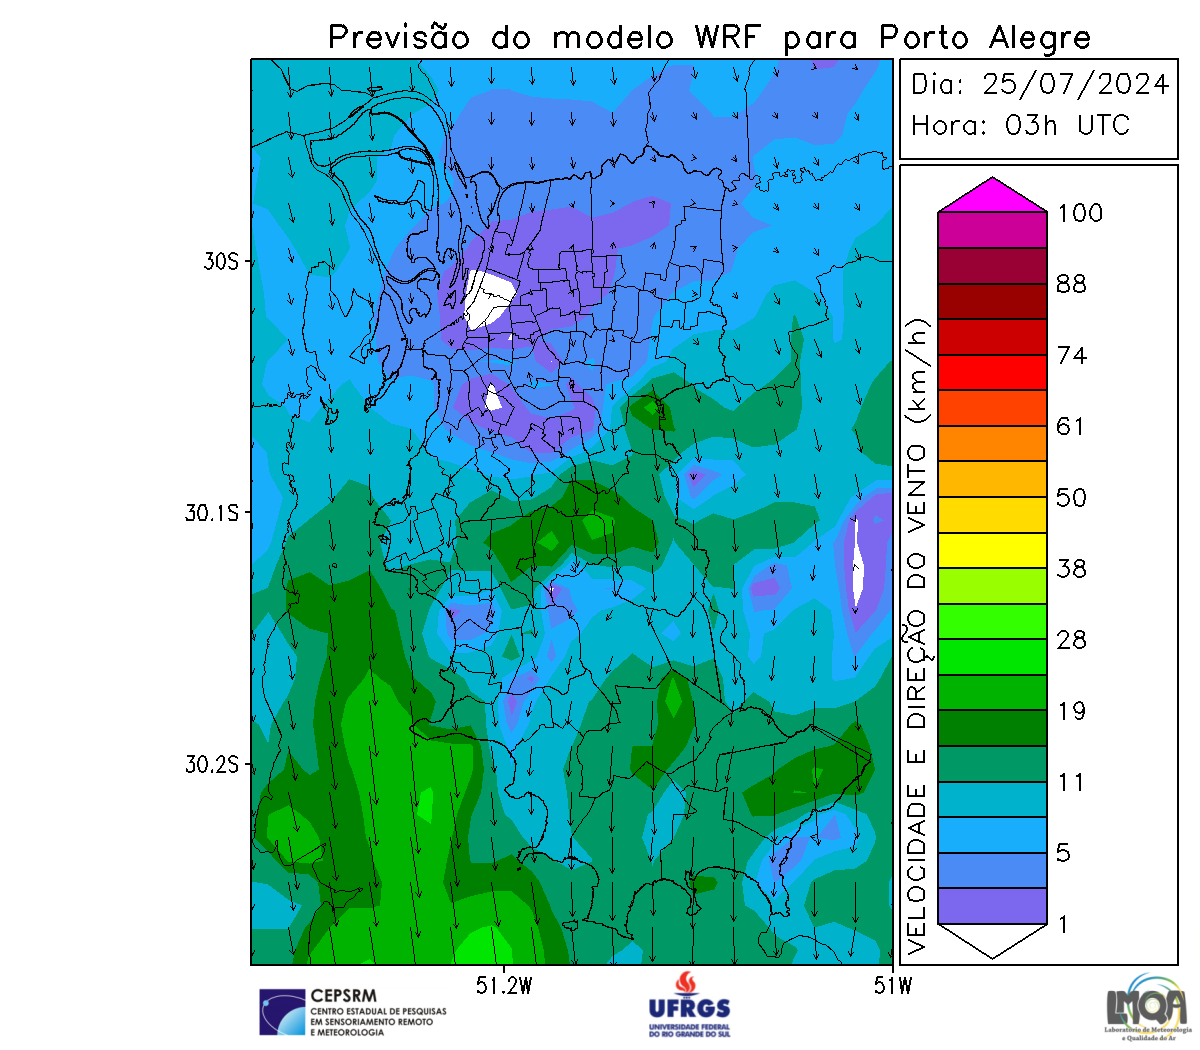 Previsão do modelo WRF para Porto Alegre
Dia: 25/07/2024
Hora: 03h UTC
30S
30.1S
30.2S
51.2W
51W
VELOCIDADE E DIREÇÃO DO VENTO (km/h)
100
88
74
61
50
38
28
19
11
5
1
CEPSRM
CENTRO ESTADUAL DE PESQUISAS
EM SENSORIAMENTO REMOTO
E METEOROLOGIA
UFRGS
UNIVERSIDADE FEDERAL
DO RIO GRANDE DO SUL
LMQA
Laboratório de Meteorologia
e Qualidade do Ar